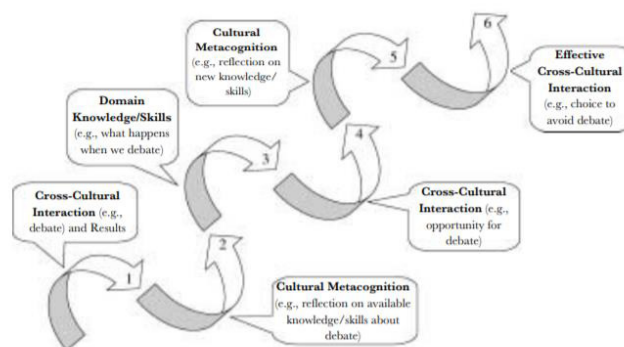 Cross-Cultural
Interaction (e.g.,
debate) and Results
1
2
Cultural Metacognition
(e.g., reflection on available
knowledge/skills about
debate)
Domain
Knowledge/Skills
(e.g., what happens
when we debate)
3
4
Cross-Cultural
Interaction (e.g.,
opportunity for
debate)
Cultural
Metacognition
(e.g., reflection on
new knowledge/
skills)
5
6
Effective
Cross-Cultural
Interaction
(e.g., choice to
avoid debate)